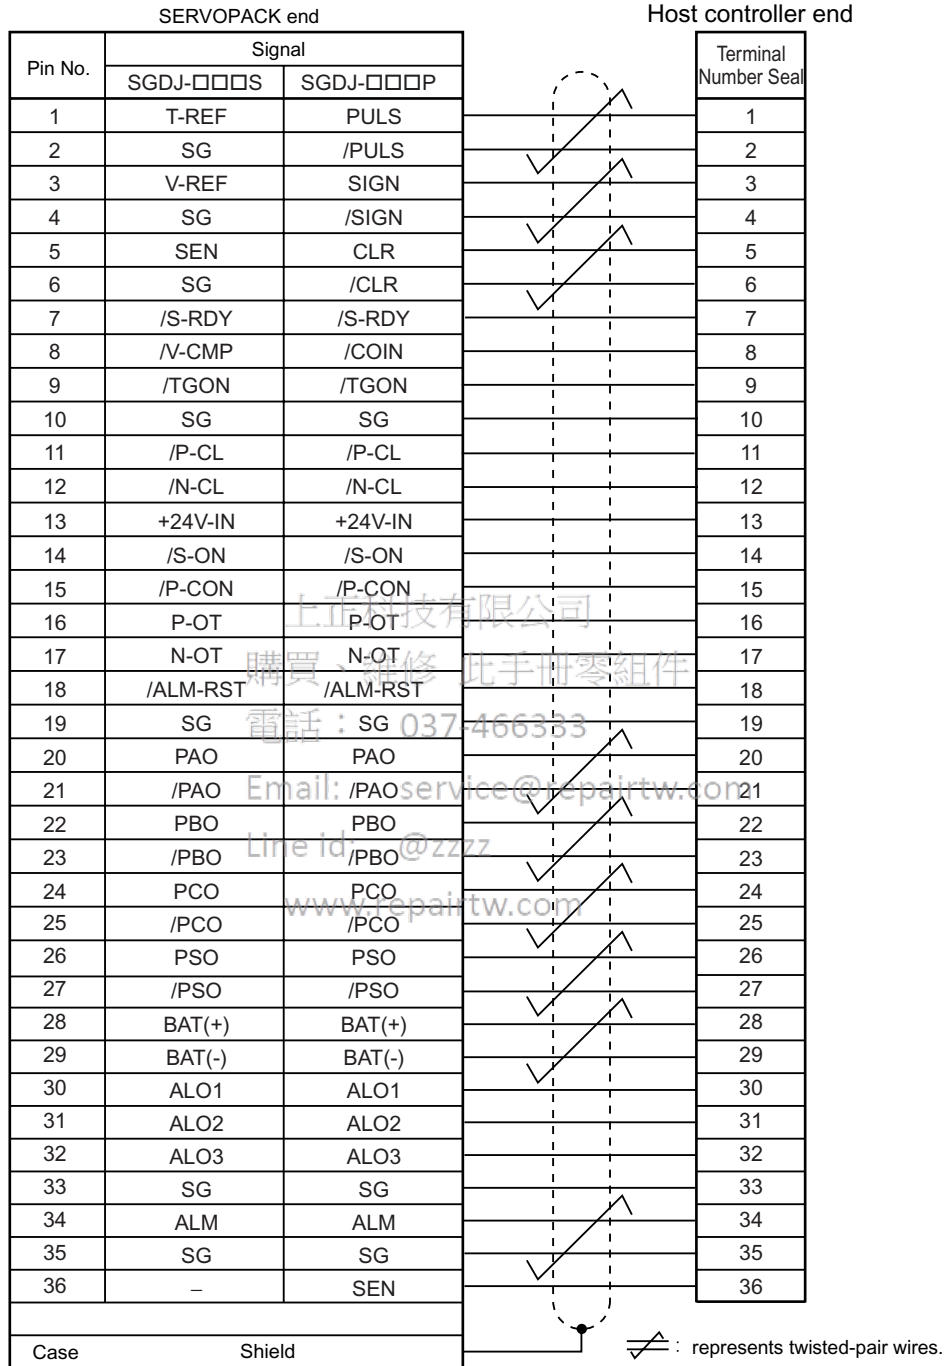 SERVOPACK end
Host controller end
Pin No.
Signal
SGDJ-□□□S SGDJ-□□□P
Terminal
Number Seal
1 T-REF PULS 1
2 SG /PULS 2
3 V-REF SIGN 3
4 SG /SIGN 4
5 SEN CLR 5
6 SG /CLR 6
7 /S-RDY /S-RDY 7
8 /V-CMP /COIN 8
9 /TGON /TGON 9
10 SG SG 10
11 /P-CL /P-CL 11
12 /N-CL /N-CL 12
13 +24V-IN +24V-IN 13
14 /S-ON /S-ON 14
15 /P-CON /P-CON 15
上正科技有限公司
16 P-OT P-OT 16
17 N-OT N-OT 17
購買、維修 此手冊零組件
18 /ALM-RST /ALM-RST 18
19 SG SG 19
電話： 037-466333
20 PAO PAO 20
21 /PAO /PAO 21
Email: service@repairtw.com
22 PBO PBO 22
23 /PBO /PBO 23
Line id: @zzzz
24 PCO PCO 24
www.repairtw.com
25 /PCO /PCO 25
26 PSO PSO 26
27 /PSO /PSO 27
28 BAT(+) BAT(+) 28
29 BAT(-) BAT(-) 29
30 ALO1 ALO1 30
31 ALO2 ALO2 31
32 ALO3 ALO3 32
33 SG SG 33
34 ALM ALM 34
35 SG SG 35
36 – SEN 36
Case Shield
: represents twisted-pair wires.